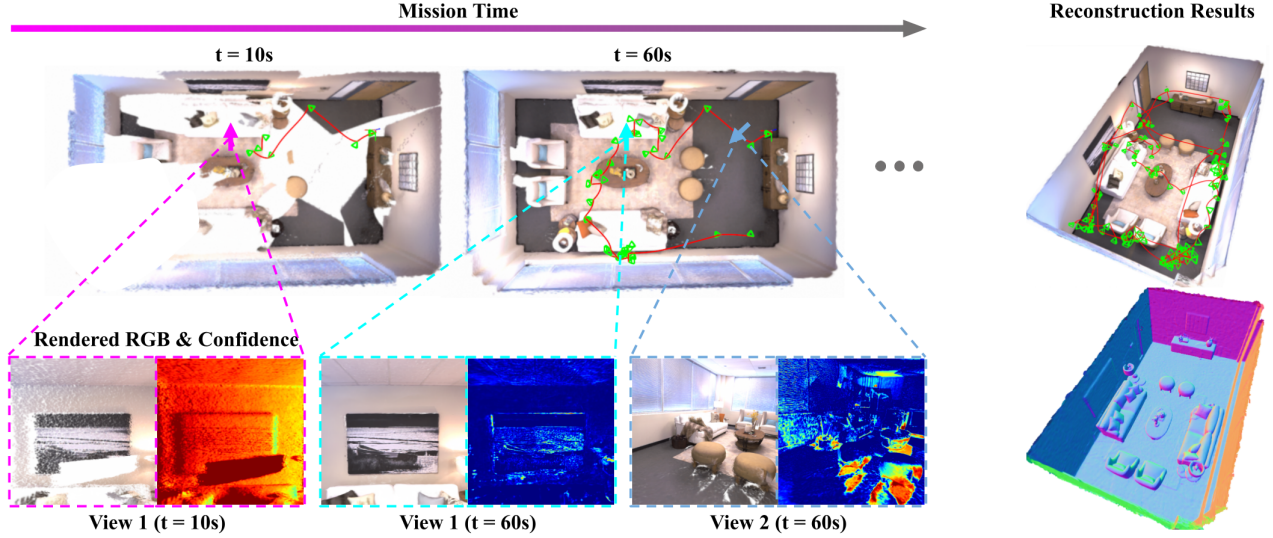 Mission Time
Reconstruction Results
t = 10s
t = 60s
Rendered RGB & Confidence
View 1 (t = 10s)
View 1 (t = 60s)
View 2 (t = 60s)